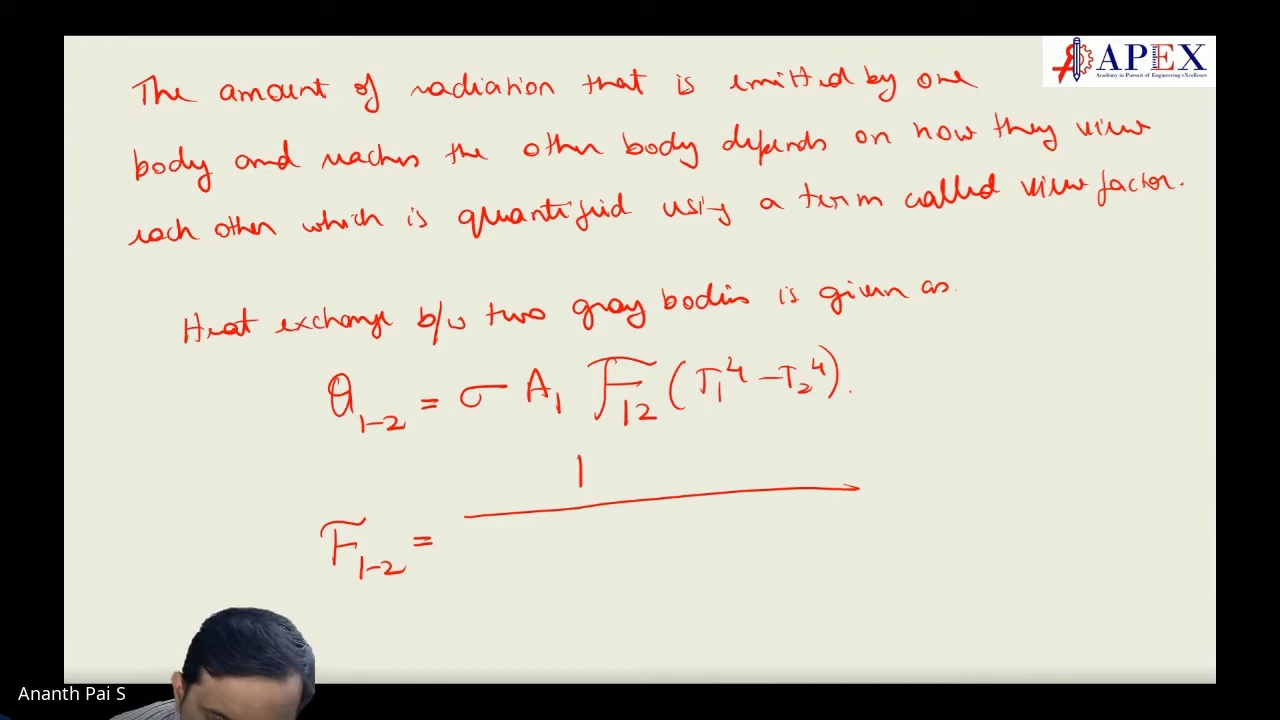 APEX
Academy in Pursuit of Engineering eXcellence
The amount of radiation that is emitted by one
body and reaches the other body depends on how they view
each other which is quantified using a term called view factor.
Heat exchange b/w two gray bodies is given as
Q1-2 = σ A1 F12 (T1^4 - T2^4).
1
F1-2 =
Ananth Pai S